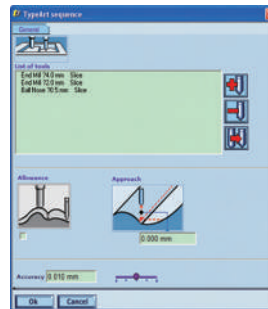 TypeArt sequence
General
List of tools
End Mill 74.0 mm Slice
End Mill 72.0 mm Slice
Ball Nose 70.5 mm Slice
Allowance
Approach
0.000 mm
Accuracy 0.010 mm
Ok
Cancel